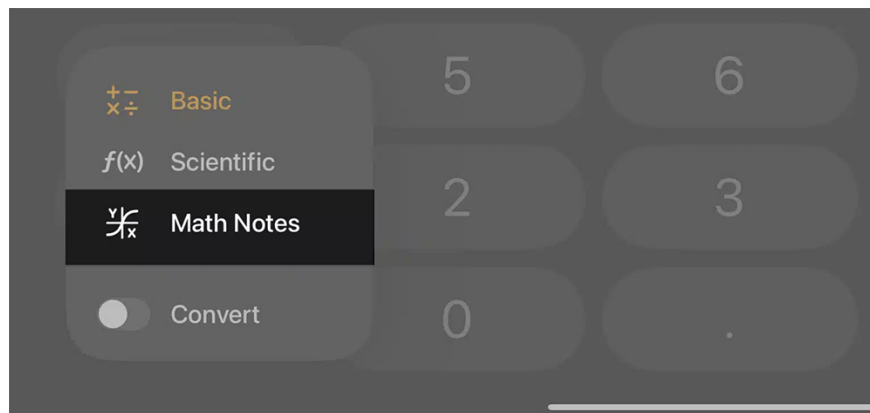 Basic
f(x) Scientific
Y X Math Notes
Convert
5 6
2 3
0 .